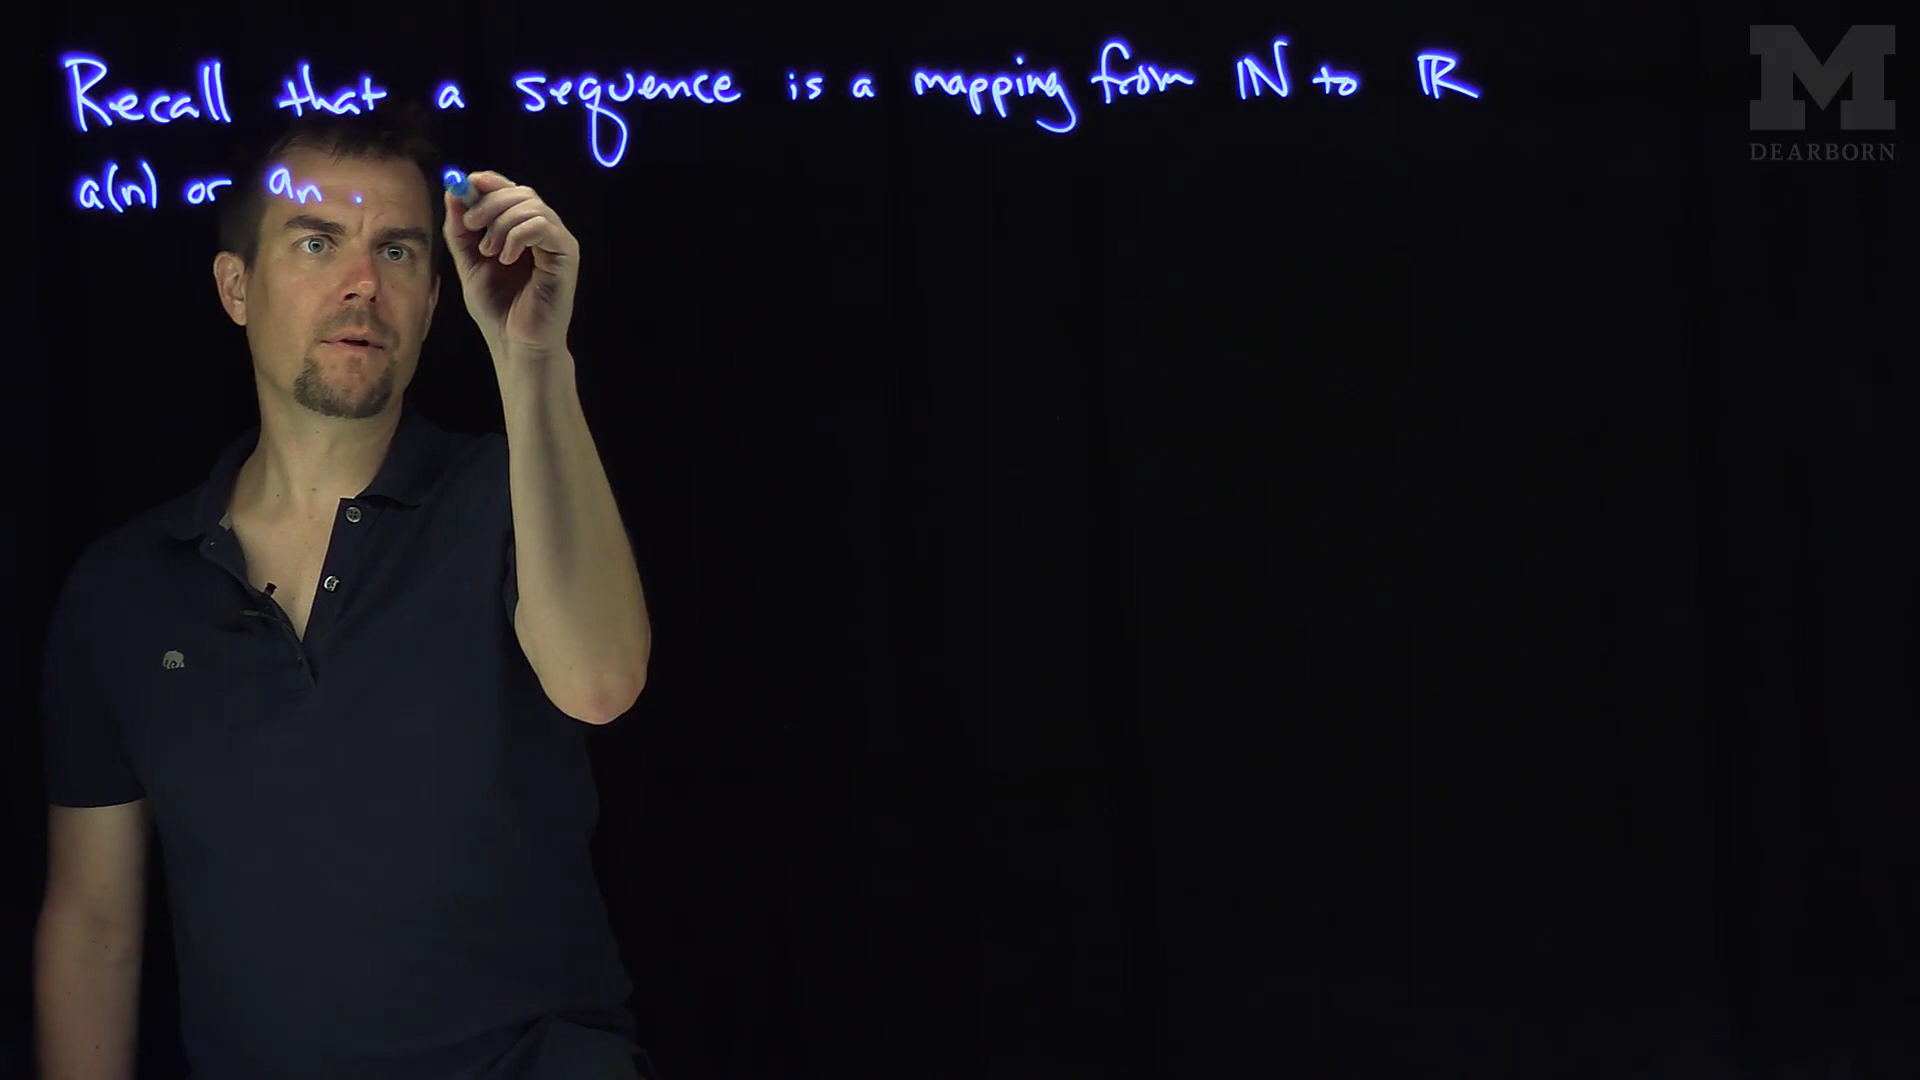 Recall that a sequence is a mapping from ℕ to ℝ
a(n) or aₙ.
M
DEARBORN